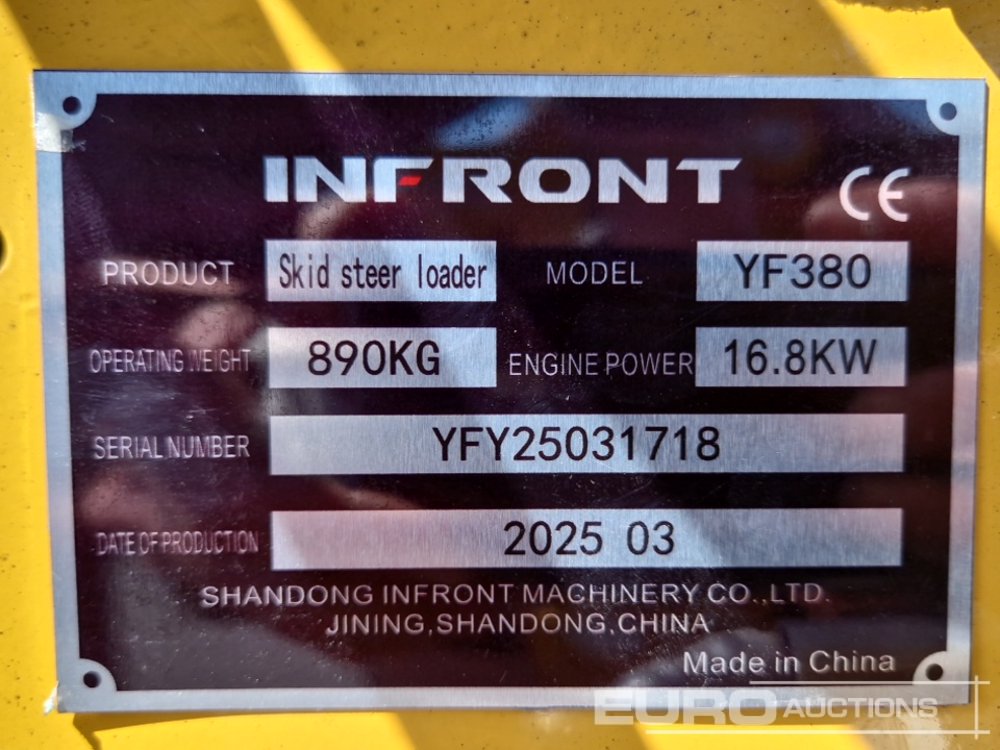 INFRONT
CE
PRODUCT Skid steer loader MODEL YF380
OPERATING WEIGHT 890KG ENGINE POWER 16.8KW
SERIAL NUMBER YFY25031718
DATE OF PRODUCTION 2025 03
SHANDONG INFRONT MACHINERY CO.,LTD.
JINING,SHANDONG,CHINA
Made in China
EURO AUCTIONS